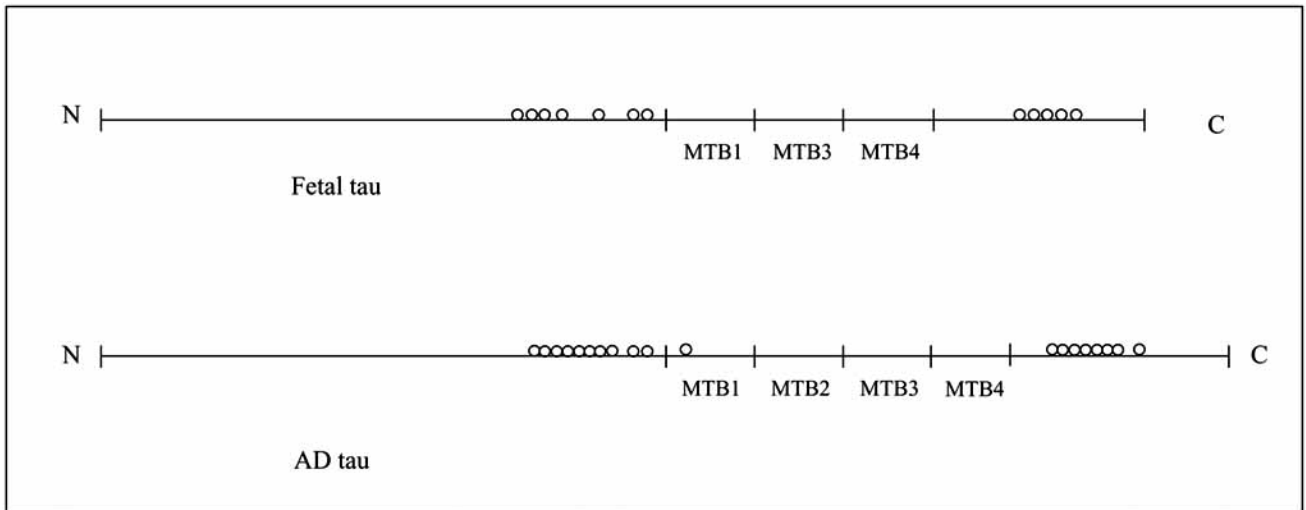 N C
MTB1 MTB3 MTB4
Fetal tau
N C
MTB1 MTB2 MTB3 MTB4
AD tau